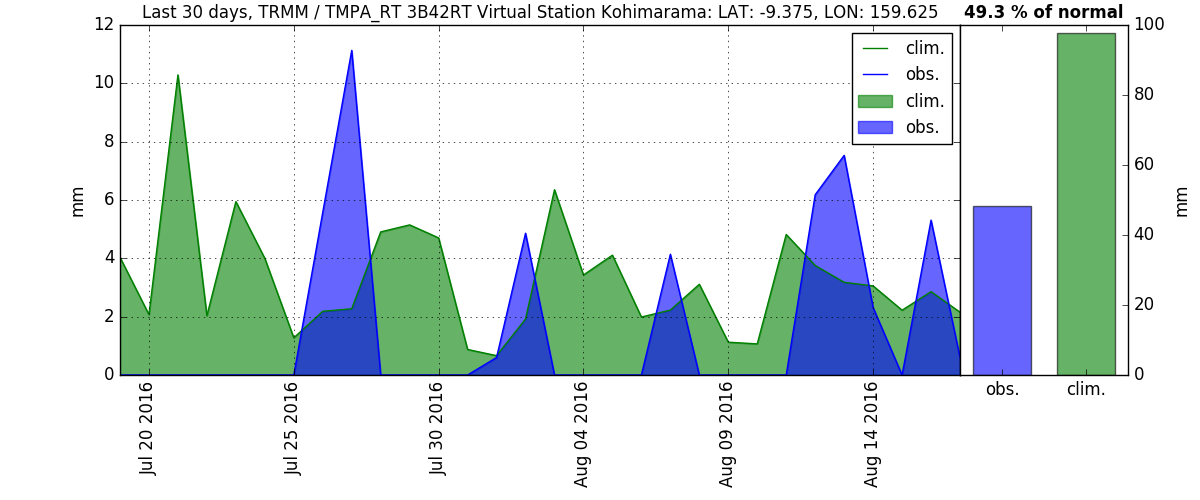 Last 30 days, TRMM / TMPA_RT 3B42RT Virtual Station Kohimarama: LAT: -9.375, LON: 159.625
49.3 % of normal
12
10
8
6
4
2
0
mm
clim.
obs.
clim.
obs.
Jul 20 2016
Jul 25 2016
Jul 30 2016
Aug 04 2016
Aug 09 2016
Aug 14 2016
100
80
60
40
20
0
mm
obs.
clim.